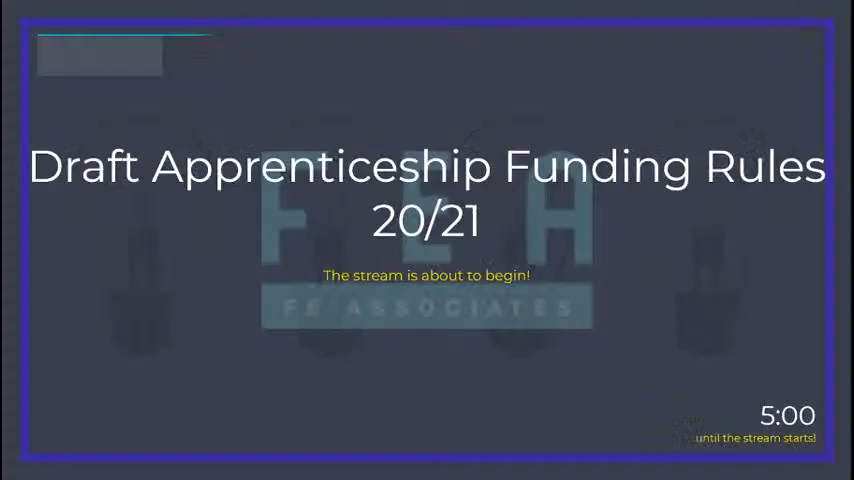 Draft Apprenticeship Funding Rules
20/21
FEA
The stream is about to begin!
FE ASSOCIATES
5:00
until the stream starts!